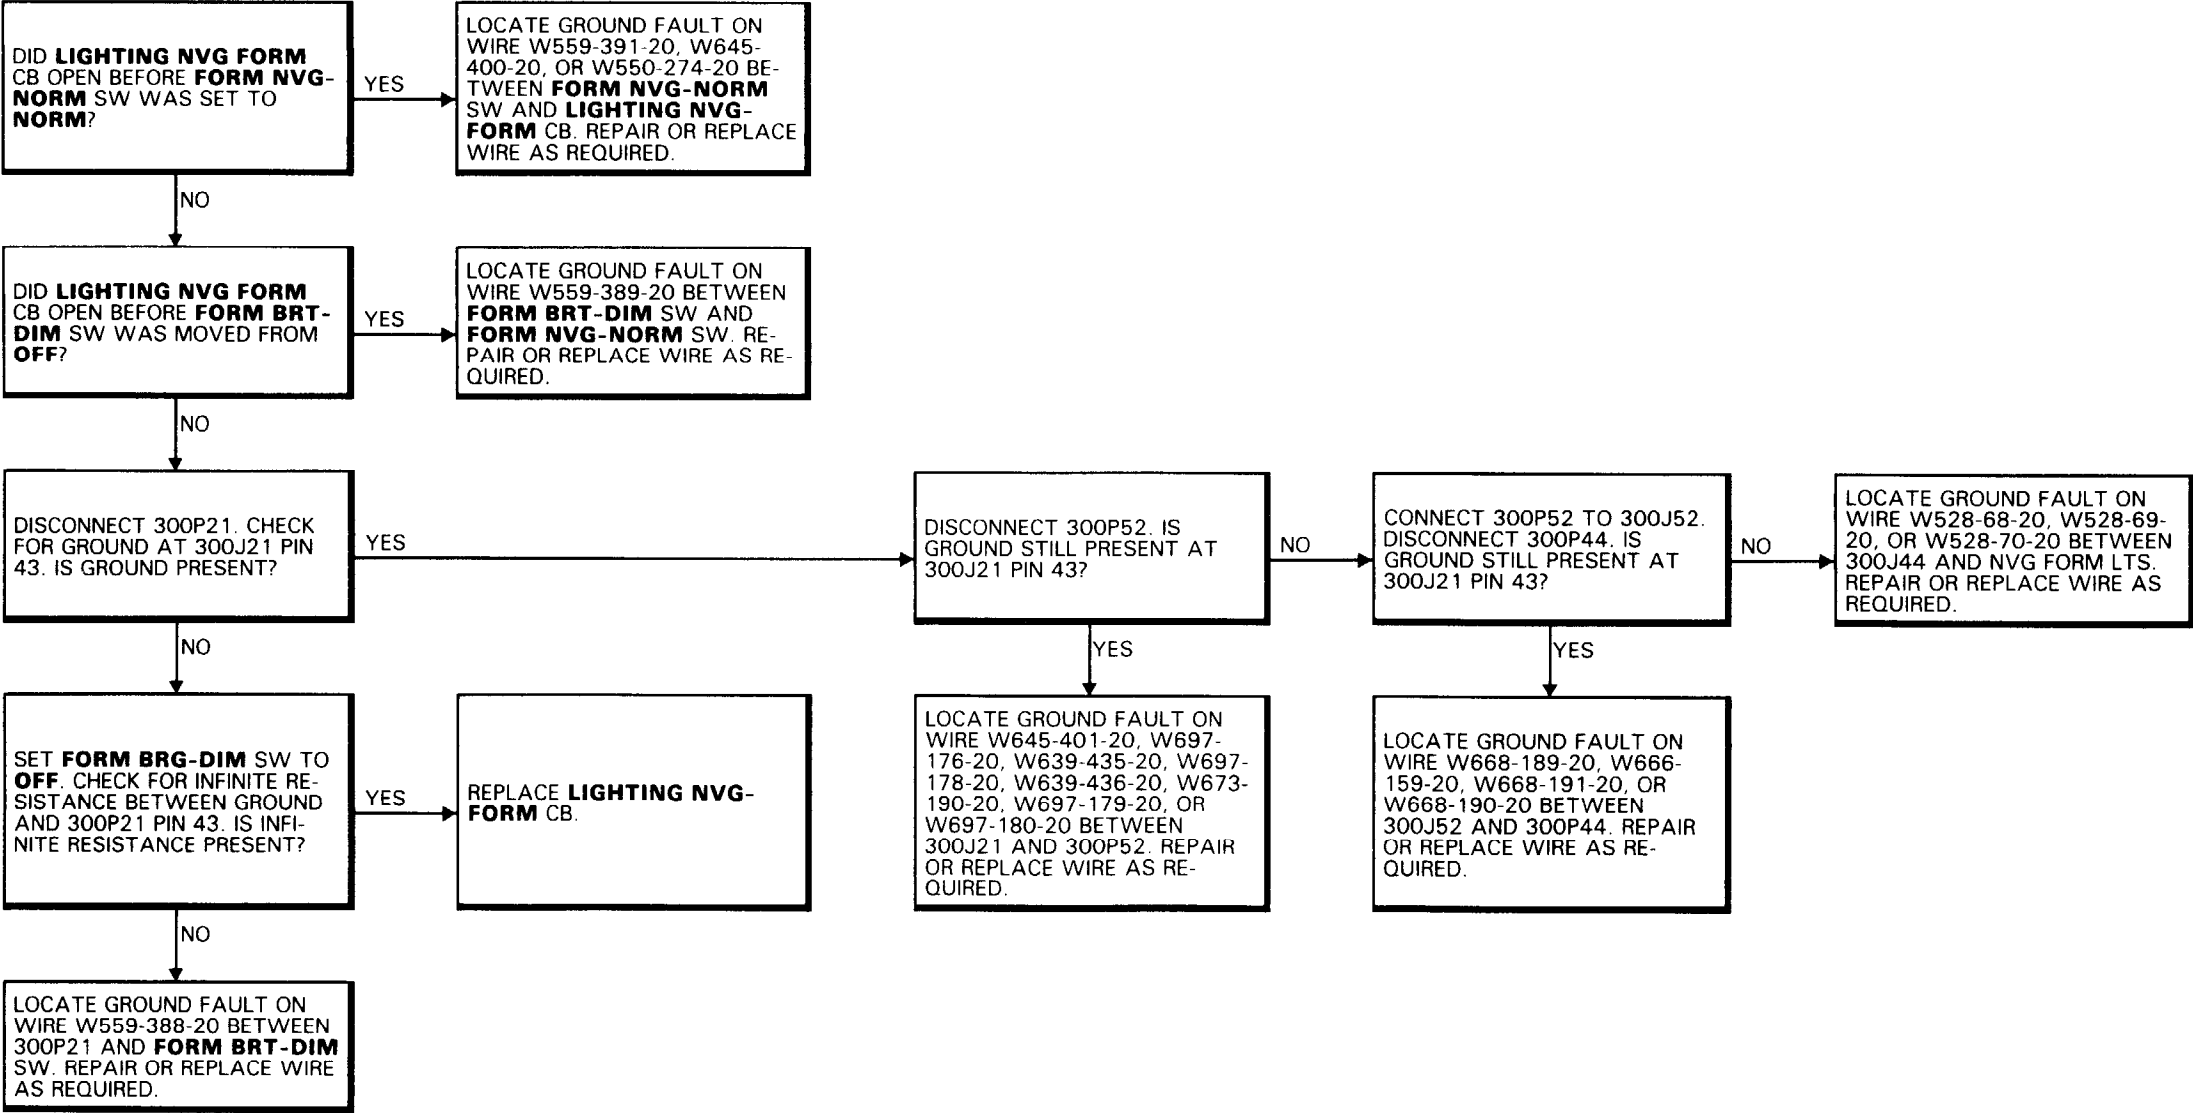 DID LIGHTING NVG FORM
CB OPEN BEFORE FORM NVG-
NORM SW WAS SET TO
NORM?
YES
LOCATE GROUND FAULT ON
WIRE W559-391-20, W645-
400-20, OR W550-274-20 BE-
TWEEN FORM NVG-NORM
SW AND LIGHTING NVG-
FORM CB. REPAIR OR REPLACE
WIRE AS REQUIRED.
NO
DID LIGHTING NVG FORM
CB OPEN BEFORE FORM BRT-
DIM SW WAS MOVED FROM
OFF?
YES
LOCATE GROUND FAULT ON
WIRE W559-389-20 BETWEEN
FORM BRT-DIM SW AND
FORM NVG-NORM SW. RE-
PAIR OR REPLACE WIRE AS RE-
QUIRED.
NO
DISCONNECT 300P21. CHECK
FOR GROUND AT 300J21 PIN
43. IS GROUND PRESENT?
YES
DISCONNECT 300P52. IS
GROUND STILL PRESENT AT
300J21 PIN 43?
NO
CONNECT 300P52 TO 300J52.
DISCONNECT 300P44. IS
GROUND STILL PRESENT AT
300J21 PIN 43?
NO
LOCATE GROUND FAULT ON
WIRE W528-68-20, W528-69-
20, OR W528-70-20 BETWEEN
300J44 AND NVG FORM LTS.
REPAIR OR REPLACE WIRE AS
REQUIRED.
NO
YES
YES
SET FORM BRG-DIM SW TO
OFF. CHECK FOR INFINITE RE-
SISTANCE BETWEEN GROUND
AND 300P21 PIN 43. IS INFI-
NITE RESISTANCE PRESENT?
YES
REPLACE LIGHTING NVG-
FORM CB.
LOCATE GROUND FAULT ON
WIRE W645-401-20, W697-
176-20, W639-435-20, W697-
178-20, W639-436-20, W673-
190-20, W697-179-20, OR
W697-180-20 BETWEEN
300J21 AND 300P52. REPAIR
OR REPLACE WIRE AS RE-
QUIRED.
LOCATE GROUND FAULT ON
WIRE W668-189-20, W666-
159-20, W668-191-20, OR
W668-190-20 BETWEEN
300J52 AND 300P44. REPAIR
OR REPLACE WIRE AS RE-
QUIRED.
NO
LOCATE GROUND FAULT ON
WIRE W559-388-20 BETWEEN
300P21 AND FORM BRT-DIM
SW. REPAIR OR REPLACE WIRE
AS REQUIRED.